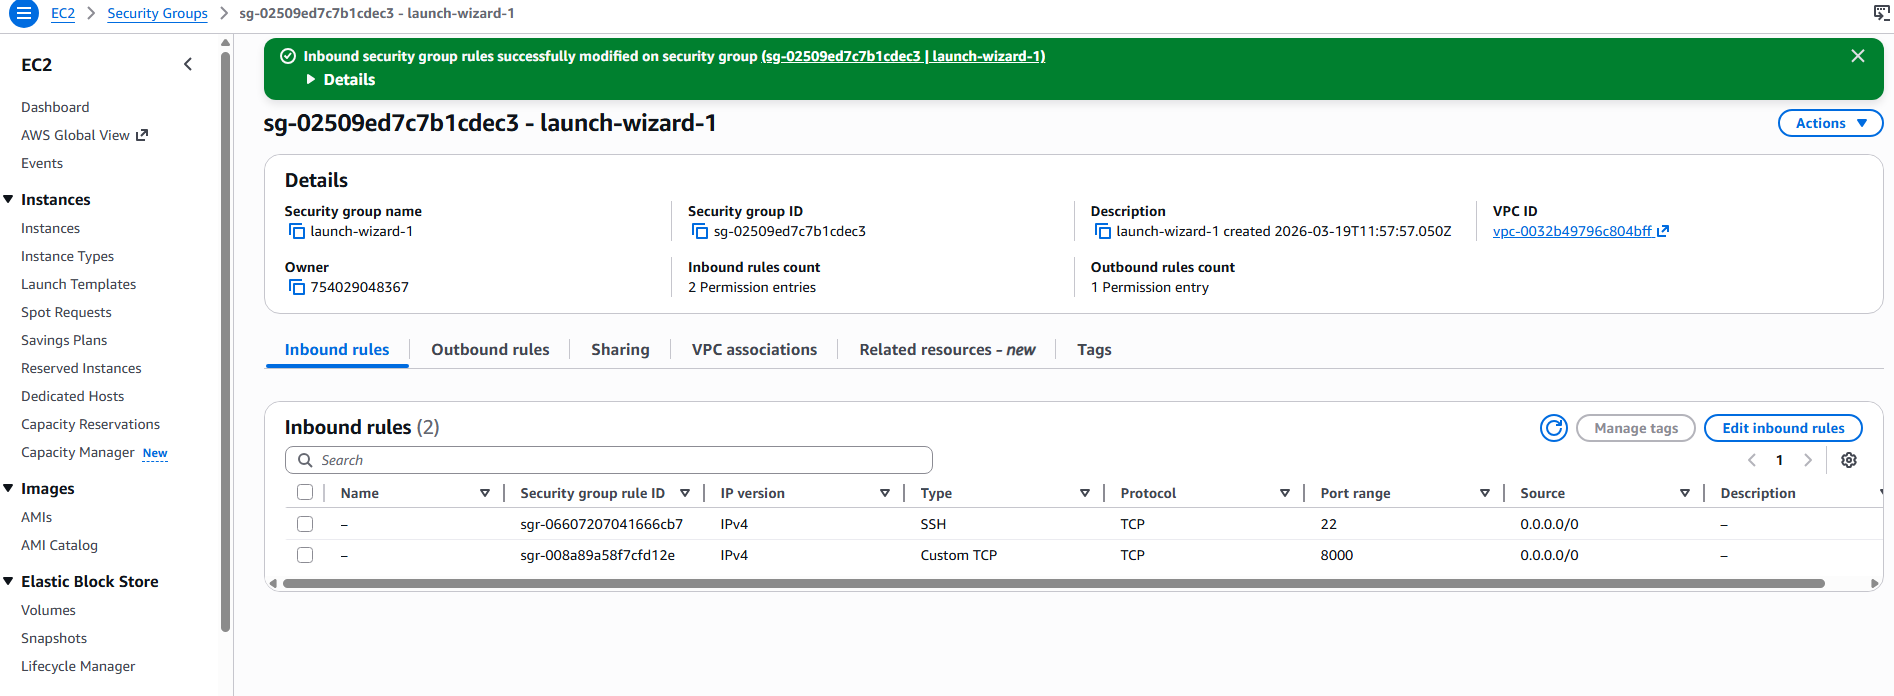 EC2 > Security Groups > sg-02509ed7c7b1cdec3 - launch-wizard-1
EC2
Dashboard
AWS Global View
Events
Instances
Instances
Instance Types
Launch Templates
Spot Requests
Savings Plans
Reserved Instances
Dedicated Hosts
Capacity Reservations
Capacity Manager New
Images
AMIs
AMI Catalog
Elastic Block Store
Volumes
Snapshots
Lifecycle Manager
Inbound security group rules successfully modified on security group (sg-02509ed7c7b1cdec3 | launch-wizard-1)
Details
sg-02509ed7c7b1cdec3 - launch-wizard-1
Actions
Details
Security group name
launch-wizard-1
Security group ID
sg-02509ed7c7b1cdec3
Description
launch-wizard-1 created 2026-03-19T11:57:57.050Z
VPC ID
vpc-0032b49796c804bff
Owner
754029048367
Inbound rules count
2 Permission entries
Outbound rules count
1 Permission entry
Inbound rules Outbound rules Sharing VPC associations Related resources - new Tags
Inbound rules (2)
Manage tags
Edit inbound rules
Search
1
Name Security group rule ID IP version Type Protocol Port range Source Description
– sgr-06607207041666cb7 IPv4 SSH TCP 22 0.0.0.0/0 –
– sgr-008a89a58f7cfd12e IPv4 Custom TCP TCP 8000 0.0.0.0/0 –